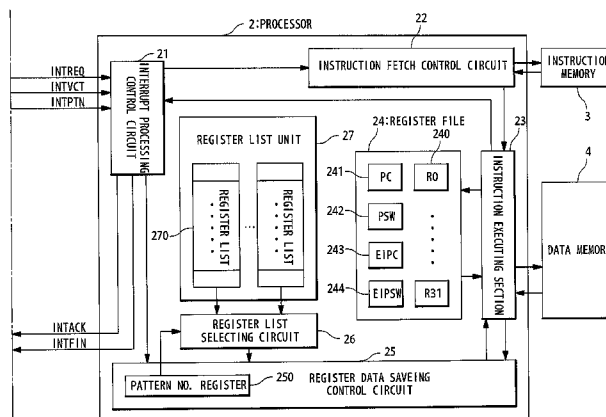 2:PROCESSOR
21
22
INTREQ
INTVCT
INTPTN
INTERRUPT PROCESSING
CONTROL CIRCUIT
INSTRUCTION FETCH CONTROL CIRCUIT
INSTRUCTION
MEMORY
3
23
REGISTER LIST UNIT
27
24:REGISTER FILE
240
241
PC
R0
242
PSW
243
EIPC
244
EIPSW
R31
270
REGISTER LIST
...
REGISTER LIST
INSTRUCTION EXECUTING
SECTION
4
DATA MEMOR
INTACK
INTFIN
REGISTER LIST
SELECTING CIRCUIT
26
25
PATTERN NO. REGISTER
250
REGISTER DATA SAVEING
CONTROL CIRCUIT